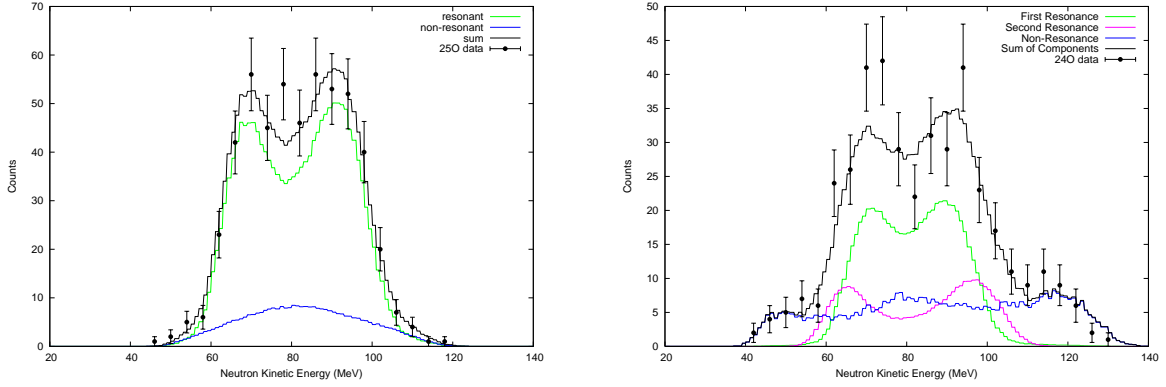 70
60
50
40
30
20
10
0
20
40
60
80
100
120
140
Counts
Neutron Kinetic Energy (MeV)
resonant
non-resonant
sum
25O data
50
45
40
35
30
25
20
15
10
5
0
20
40
60
80
100
120
140
Counts
Neutron Kinetic Energy (MeV)
First Resonance
Second Resonance
Non-Resonance
Sum of Components
24O data